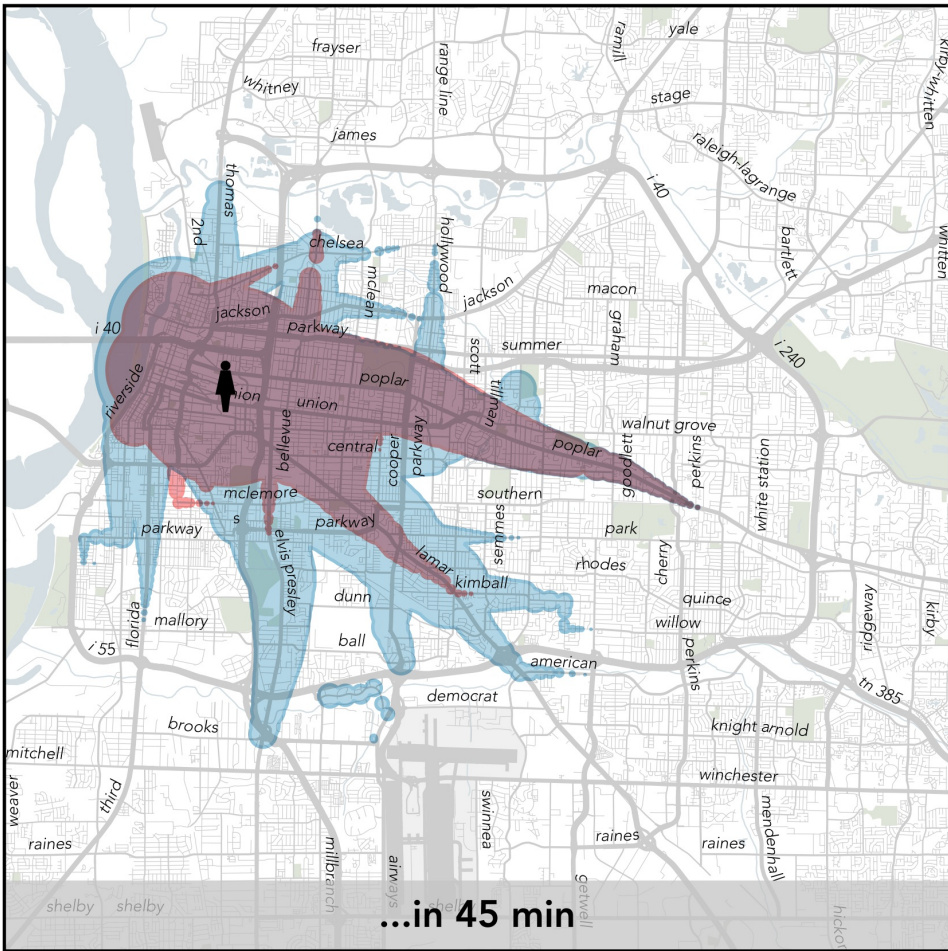 yale
kirby-whitten
ramill
frayser
range line
whitney
stage
james
raleigh-lagrange
thomas
i 40
2nd
chelsea
hollywood
bartlett
whitten
mclean
jackson
macon
jackson
graham
i 40
parkway
scott
summer
i 240
riverside
poplar
tillman
nion
union
walnut grove
bellevue
central
cooper
parkway
poplar
goodlett
perkins
white station
mclemore
southern
s
parkway
parkway
semmes
park
elvis presley
lamar
kimball
rhodes
cherry
dunn
quince
florida
mallory
willow
ridgeway
kirby
i 55
ball
american
perkins
tn 385
democrat
brooks
knight arnold
mitchell
winchester
weaver
third
swinnea
mendenhall
raines
millbranch
airways
raines
raines
getwell
shelby
shelby
shelby
...in 45 min